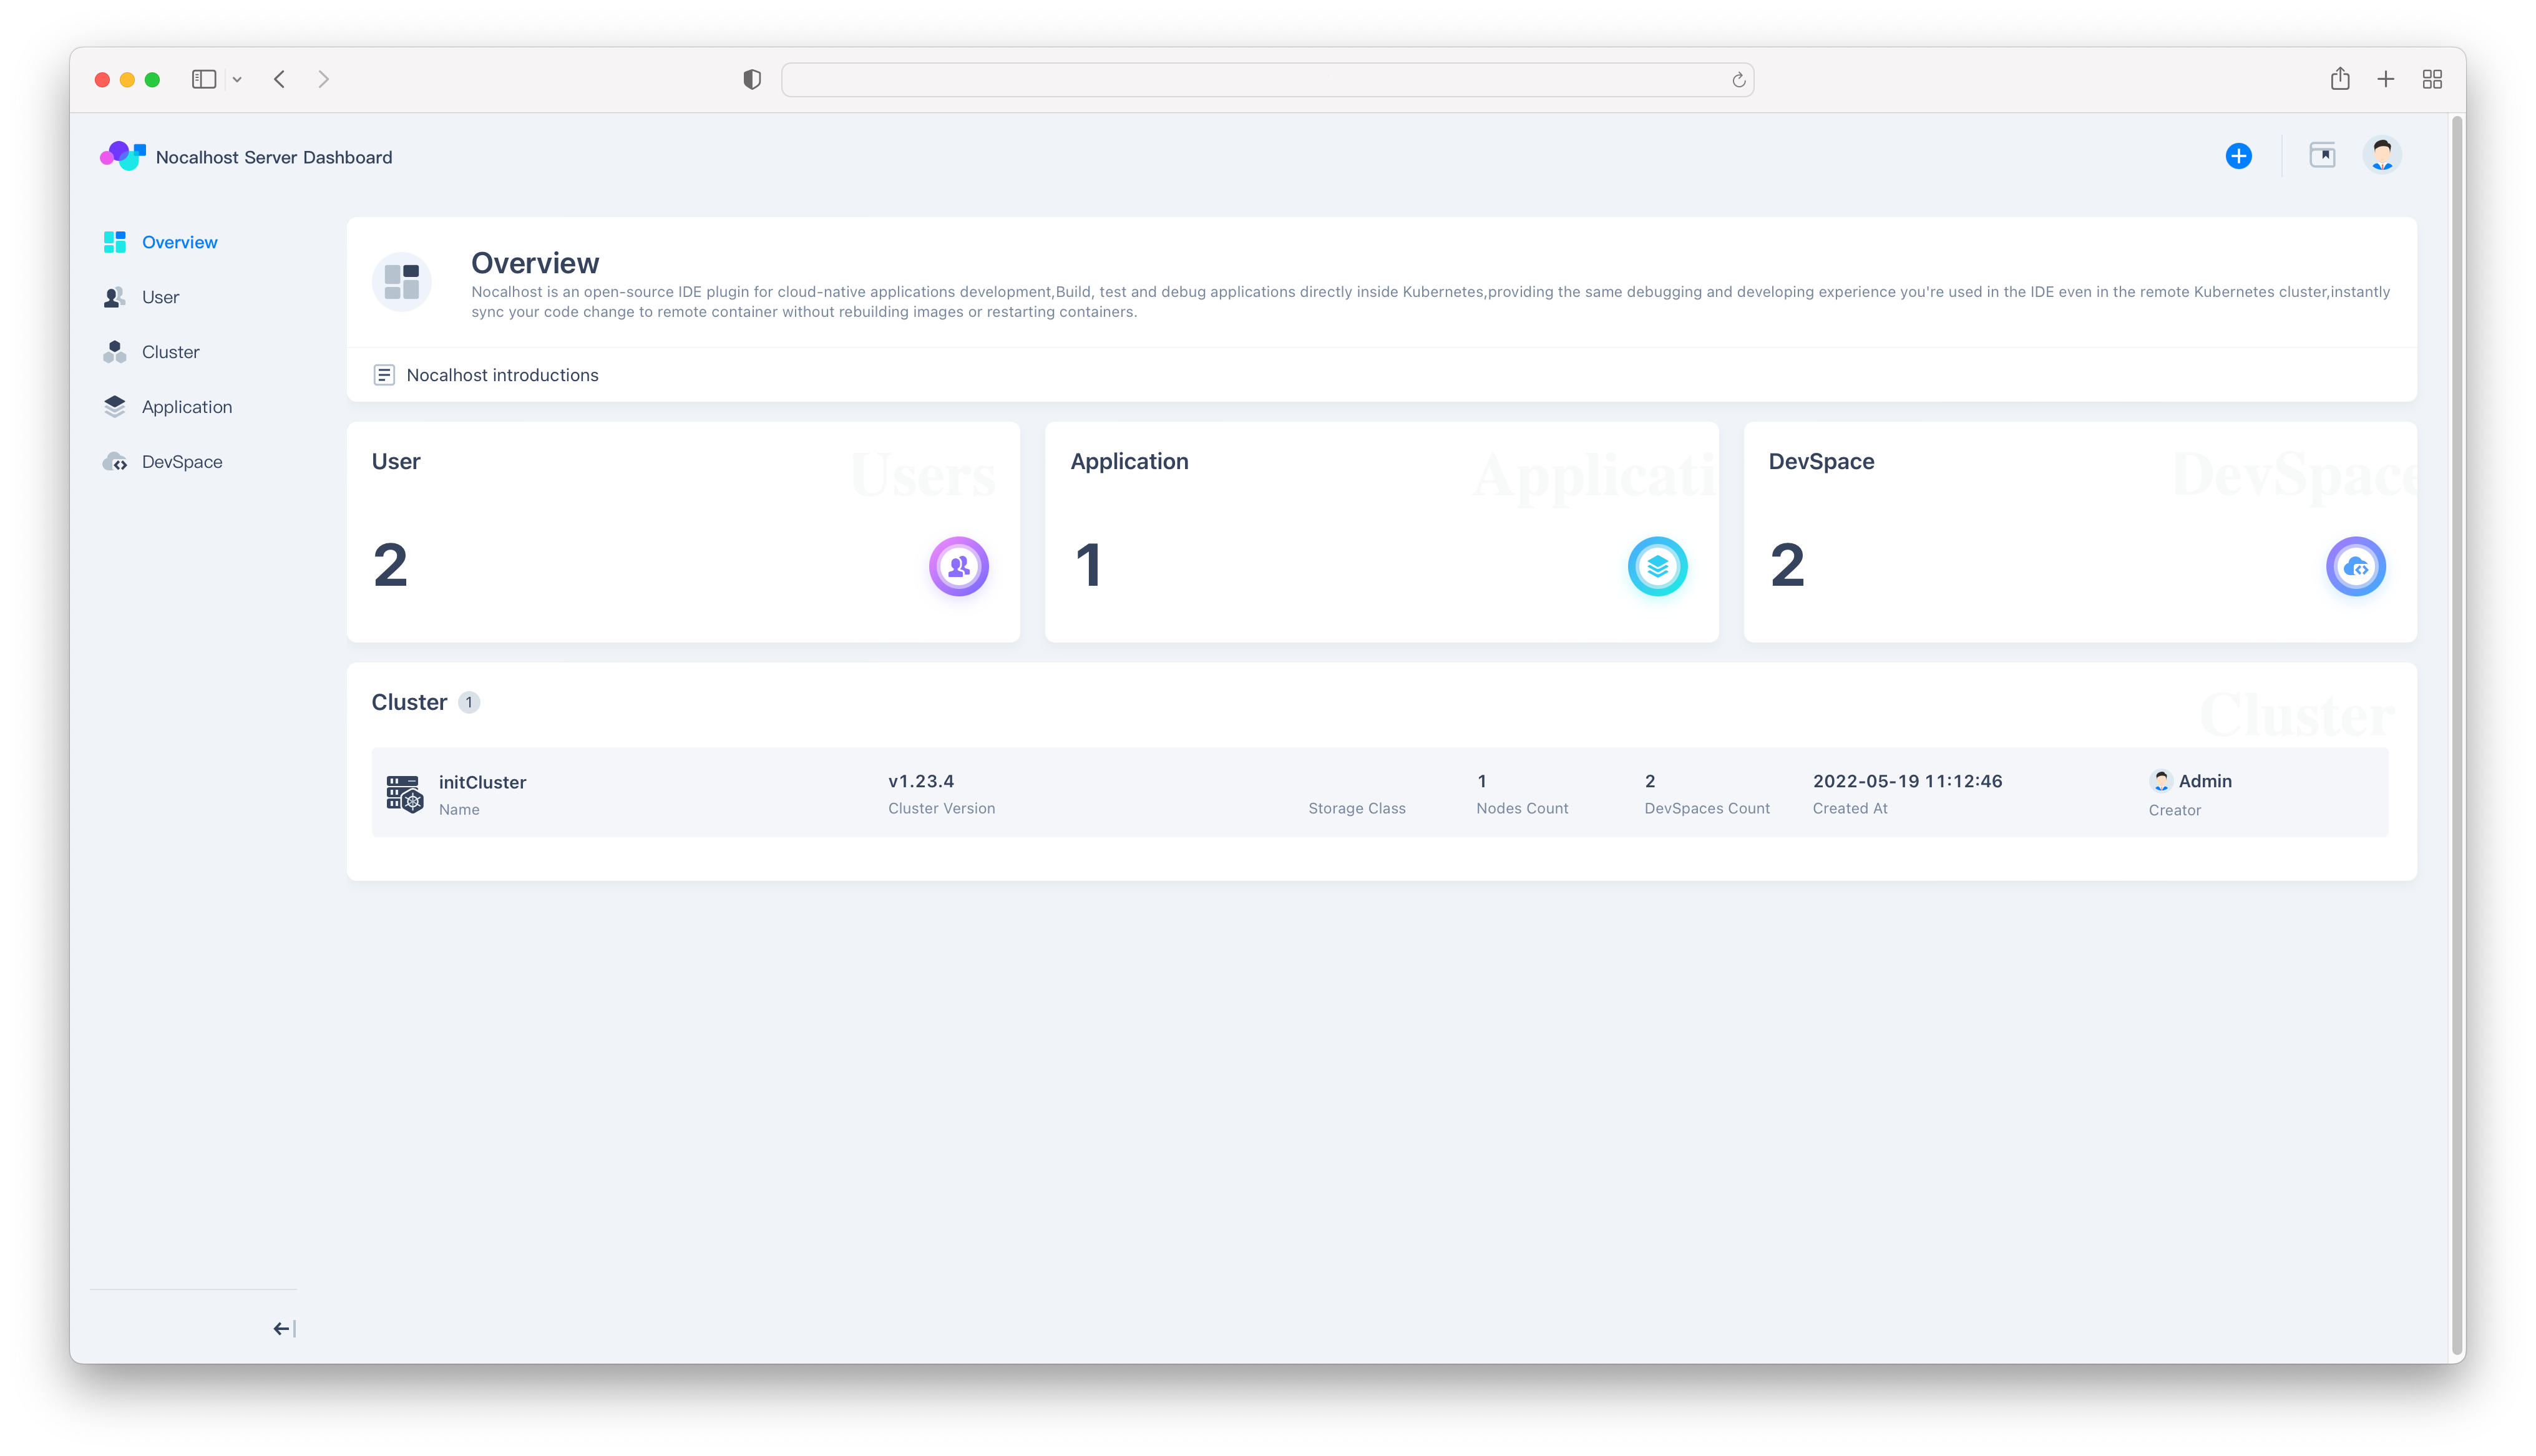 Nocalhost Server Dashboard
Overview
User
Cluster
Application
DevSpace
Overview
Nocalhost is an open-source IDE plugin for cloud-native applications development,Build, test and debug applications directly inside Kubernetes,providing the same debugging and developing experience you're used in the IDE even in the remote Kubernetes cluster,instantly
sync your code change to remote container without rebuilding images or restarting containers.
Nocalhost introductions
User
Users
2
Application
Applicati
1
DevSpace
DevSpace
2
Cluster 1
Cluster
initCluster v1.23.4 1 2 2022-05-19 11:12:46 Admin
Name Cluster Version Storage Class Nodes Count DevSpaces Count Created At Creator